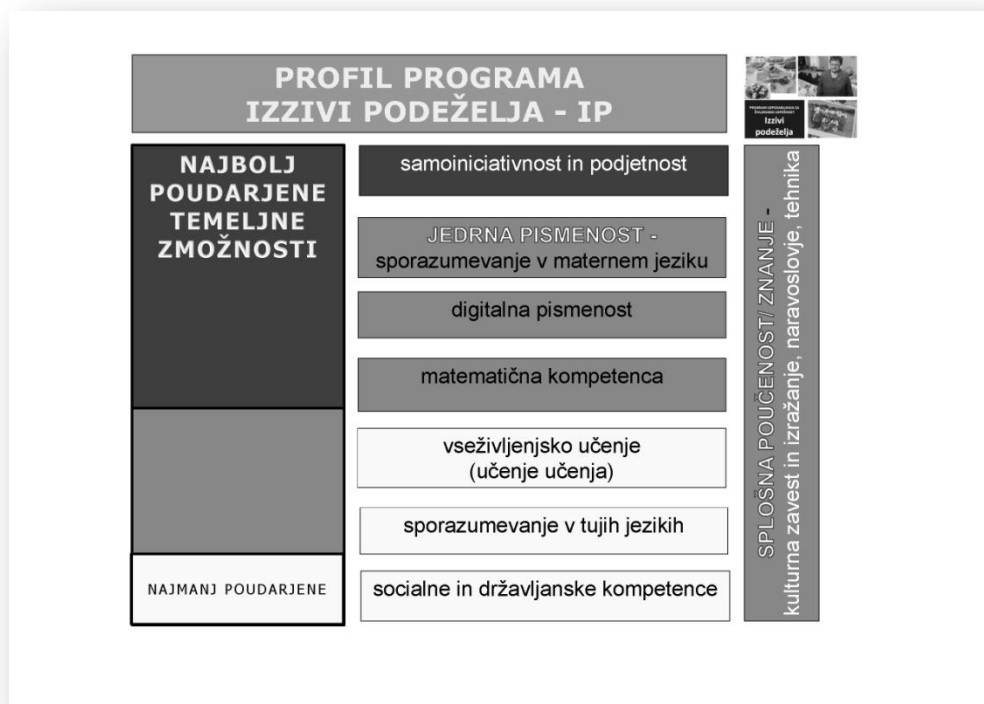 PROFIL PROGRAMA
IZZIVI PODEŽELJA - IP
Izzivi
podeželja
NAJBOLJ
POUDARJENE
TEMELJNE
ZMOŽNOSTI
NAJMANJ POUDARJENE
samoiniciativnost in podjetnost
JEDRNA PISMENOST -
sporazumevanje v maternem jeziku
digitalna pismenost
matematična kompetenca
vseživljenjsko učenje
(učenje učenja)
sporazumevanje v tujih jezikih
socialne in državljanske kompetence
SPLOŠNA POUČENOST/ ZNANJE -
kulturna zavest in izražanje, naravoslovje, tehnika